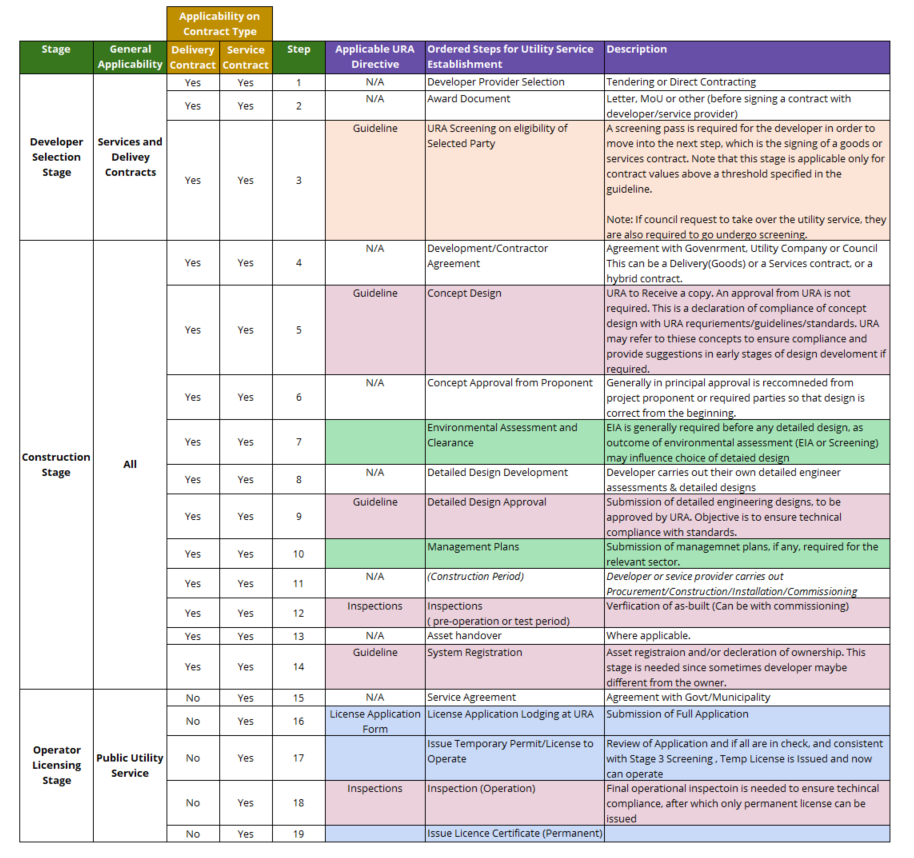 Applicability on
Contract Type
Stage General Applicability Delivery Contract Service Contract Step Applicable URA Directive Ordered Steps for Utility Service Establishment Description
Developer Selection Stage
Services and Delivey Contracts
Yes Yes 1 N/A Developer Provider Selection Tendering or Direct Contracting
Yes Yes 2 N/A Award Document Letter, MoU or other (before signing a contract with
developer/service provider)
Yes Yes 3 Guideline URA Screening on eligibility of
Selected Party
A screening pass is required for the developer in order to
move into the next step, which is the signing of a goods or
services contract. Note that this stage is applicable only for
contract values above a threshold specified in the
guideline.
Note: If council request to take over the utility service, they
are also required to go undergo screening.
Construction Stage
All
Yes Yes 4 N/A Development/Contractor
Agreement
Agreement with Govenrment, Utility Company or Council
This can be a Delivery(Goods) or a Services contract, or a
hybrid contract.
Yes Yes 5 Guideline Concept Design
URA to Receive a copy. An approval from URA is not
required. This is a declaration of compliance of concept
design with URA requriements/guidelines/standards. URA
may refer to thiese concepts to ensure compliance and
provide suggestions in early stages of design develoment if
required.
Yes Yes 6 N/A Concept Approval from Proponent
Generally in principal approval is reccomneded from
project proponent or required parties so that design is
correct from the beginning.
Yes Yes 7 Environmental Assessment and
Clearance
EIA is generally required before any detailed design, as
outcome of environmental assessment (EIA or Screening)
may influence choice of detaied design
Yes Yes 8 N/A Detailed Design Development
Developer carries out their own detailed engineer
assessments & detailed designs
Yes Yes 9 Guideline Detailed Design Approval
Submission of detailed engineering designs, to be
approved by URA. Objective is to ensure technical
compliance with standards.
Yes Yes 10 Management Plans
Submission of managemnet plans, if any, required for the
relevant sector.
Yes Yes 11 N/A (Construction Period)
Developer or sevice provider carries out
Procurement/Construction/Installation/Commissioning
Yes Yes 12 Inspections Inspections
( pre-operation or test period)
Verfiication of as-built (Can be with commissioning)
Yes Yes 13 N/A Asset handover Where applicable.
Yes Yes 14 Guideline System Registration
Asset registraion and/or decleration of ownership. This
stage is needed since sometimes developer maybe
different from the owner.
Operator Licensing Stage
Public Utility Service
No Yes 15 N/A Service Agreement Agreement with Govt/Municipality
No Yes 16 License Application
Form
License Application Lodging at URA Submission of Full Application
No Yes 17 Issue Temporary Permit/License to
Operate
Review of Application and if all are in check, and consistent
with Stage 3 Screening , Temp License is Issued and now
can operate
No Yes 18 Inspections Inspection (Operation)
Final operational inspectoin is needed to ensure techincal
compliance, after which only permanent license can be
issued
No Yes 19 Issue Licence Certificate (Permanent)